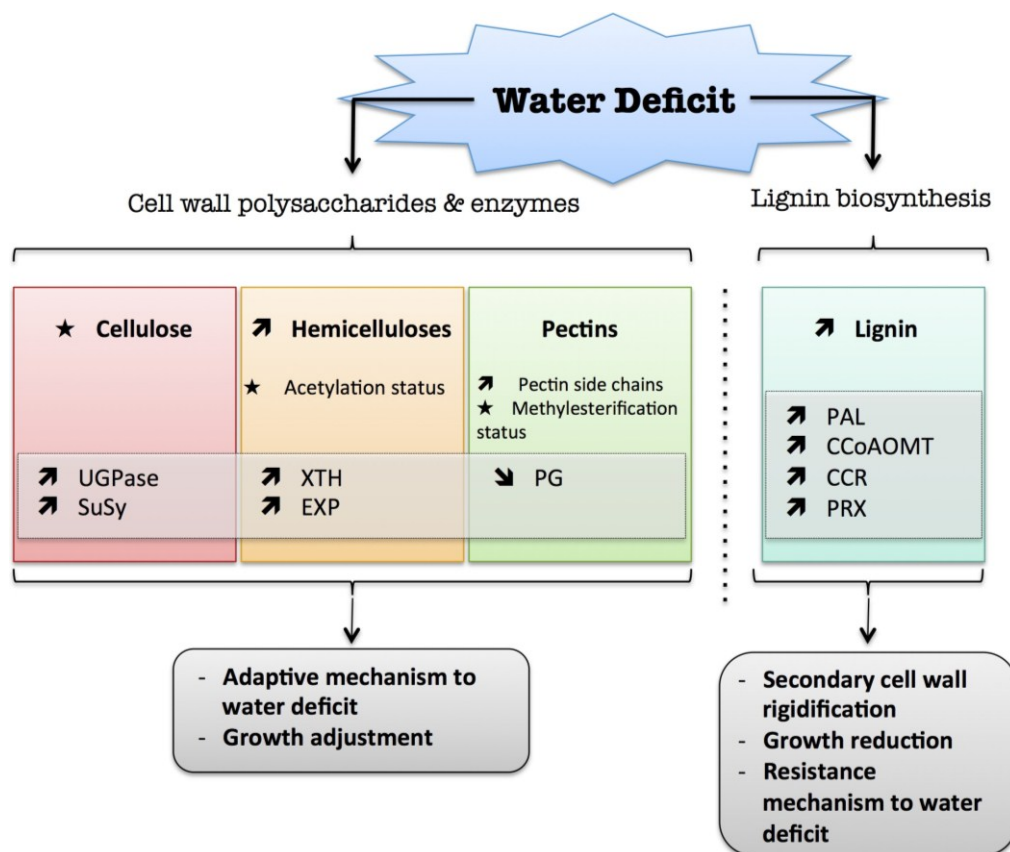 Water Deficit
Cell wall polysaccharides & enzymes
Lignin biosynthesis
★ Cellulose
↗ Hemicelluloses
★ Acetylation status
Pectins
↗ Pectin side chains
★ Methylesterification
status
↗ Lignin
↗ UGPase
↗ SuSy
↗ XTH
↗ EXP
↘ PG
↗ PAL
↗ CCoAOMT
↗ CCR
↗ PRX
- Adaptive mechanism to
water deficit
- Growth adjustment
- Secondary cell wall
rigidification
- Growth reduction
- Resistance
mechanism to water
deficit